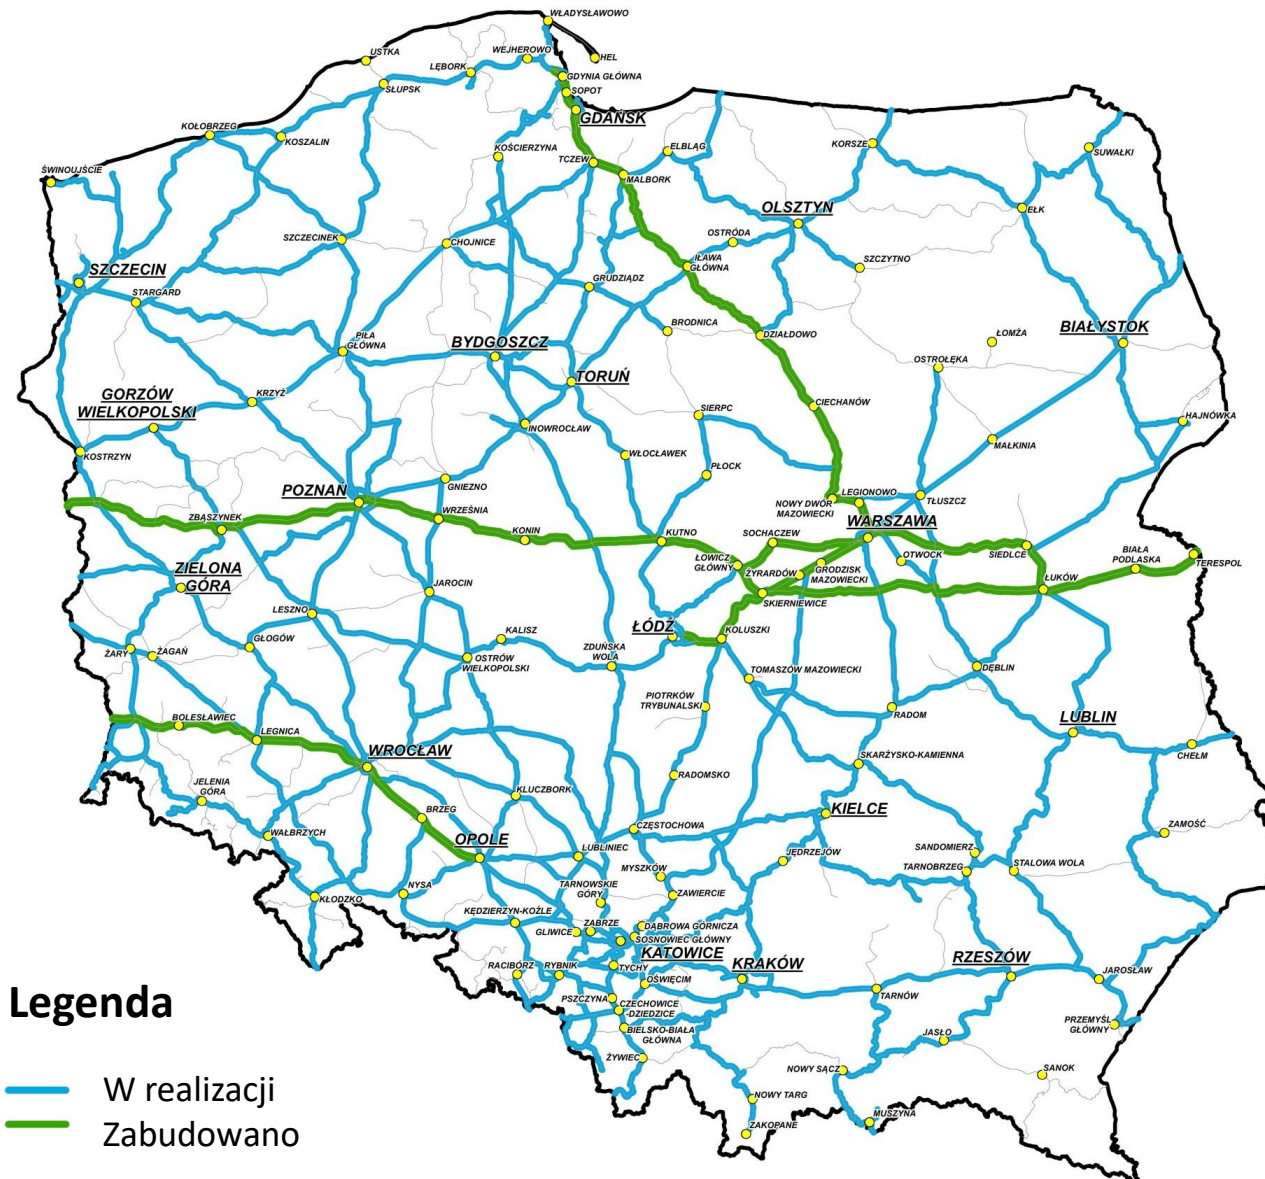 WŁADYSŁAWOWO
USTKA
WEJHEROWO
HEL
LĘBORK
GDYNIA GŁÓWNA
SŁUPSK
SOPOT
GDAŃSK
KOŁOBRZEG
KOSZALIN
KOŚCIERZYNA
TCZEW
ELBLĄG
KORSZE
SUWAŁKI
ŚWINOUJŚCIE
MALBORK
OLSZTYN
EŁK
SZCZECINEK
CHOJNICE
OSTRÓDA
IŁAWA
GŁÓWNA
SZCZYTNO
SZCZECIN
STARGARD
GRUDZIĄDZ
BRODNICA
DZIAŁDOWO
ŁOMŻA
BIAŁYSTOK
PIŁA
GŁÓWNA
BYDGOSZCZ
OSTROŁĘKA
TORUŃ
GORZÓW
WIELKOPOLSKI
KRZYŻ
SIERPC
CIECHANÓW
HAJNÓWKA
INOWROCŁAW
MAŁKINIA
KOSTRZYN
WŁOCŁAWEK
PŁOCK
GNIEZNO
POZNAŃ
LEGIONOWO
TŁUSZCZ
NOWY DWÓR
MAZOWIECKI
WRZEŚNIA
ZBĄSZYNEK
KONIN
KUTNO
SOCHACZEW
WARSZAWA
SIEDLCE
OTWOCK
BIAŁA
PODLASKA
TERESPOL
ŁOWICZ
GŁÓWNY
ŻYRARDÓW
GRODZISK
MAZOWIECKI
ZIELONA
GÓRA
JAROCIN
SKIERNIEWICE
ŁUKÓW
LESZNO
ŁÓDŹ
KOLUSZKI
KALISZ
ŻARY
ŻAGAŃ
GŁOGÓW
OSTRÓW
WIELKOPOLSKI
ZDUŃSKA
WOLA
TOMASZÓW MAZOWIECKI
DĘBLIN
PIOTRKÓW
TRYBUNALSKI
RADOM
BOLESŁAWIEC
LEGNICA
LUBLIN
WROCŁAW
CHEŁM
SKARŻYSKO-KAMIENNA
RADOMSKO
JELENIA
GÓRA
KLUCZBORK
BRZEG
KIELCE
WAŁBRZYCH
OPOLE
CZĘSTOCHOWA
ZAMOŚĆ
LUBLINIEC
JĘDRZEJÓW
SANDOMIERZ
TARNOBRZEG
STALOWA WOLA
MYSZKÓW
NYSA
TARNOWSKIE
GÓRY
ZAWIERCIE
KŁODZKO
KĘDZIERZYN-KOŹLE
ZABRZE
GLIWICE
DĄBROWA GÓRNICZA
SOSNOWIEC GŁÓWNY
KATOWICE
KRAKÓW
RZESZÓW
RACIBÓRZ
RYBNIK
TYCHY
OŚWIĘCIM
TARNÓW
JAROSŁAW
PSZCZYNA
CZECHOWICE
-DZIEDZICE
BIELSKO-BIAŁA
GŁÓWNA
PRZEMYŚL
GŁÓWNY
JASŁO
ŻYWIEC
NOWY SĄCZ
SANOK
NOWY TARG
MUSZYNA
ZAKOPANE
Legenda
W realizacji
Zabudowano